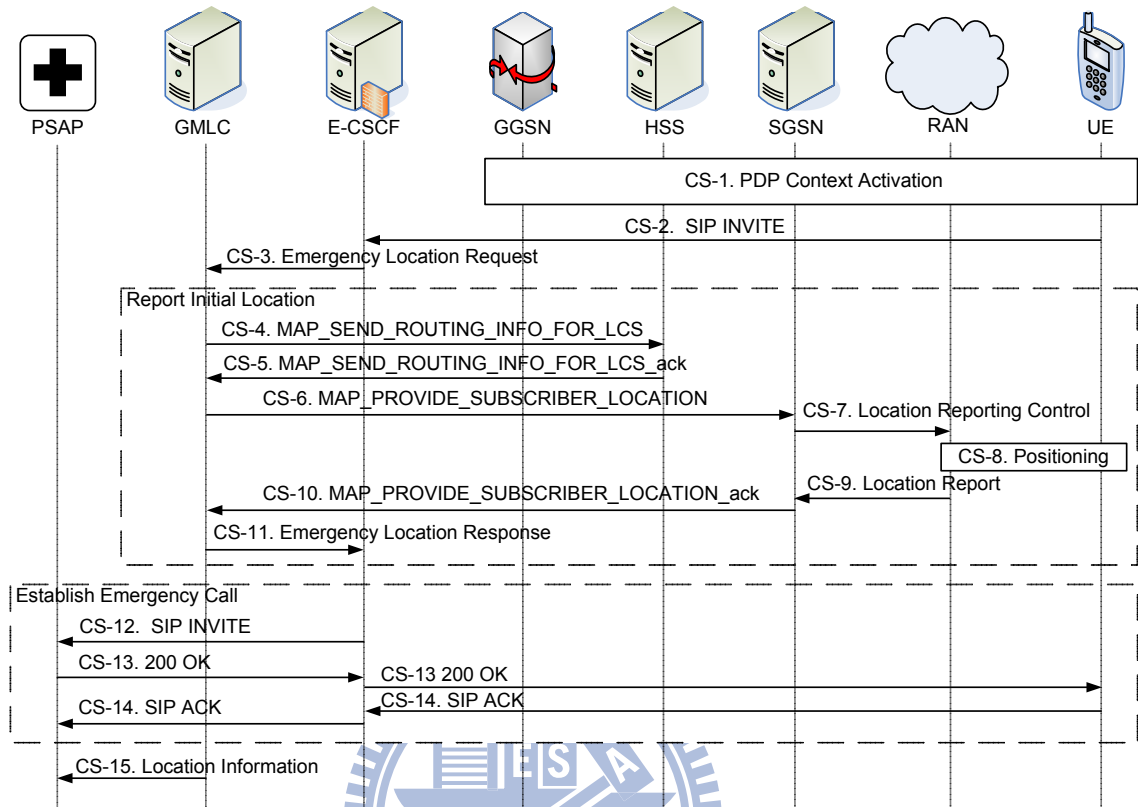 PSAP
GMLC
E-CSCF
GGSN
HSS
SGSN
RAN
UE
CS-1. PDP Context Activation
CS-2. SIP INVITE
CS-3. Emergency Location Request
Report Initial Location
CS-4. MAP_SEND_ROUTING_INFO_FOR_LCS
CS-5. MAP_SEND_ROUTING_INFO_FOR_LCS_ack
CS-6. MAP_PROVIDE_SUBSCRIBER_LOCATION
CS-7. Location Reporting Control
CS-8. Positioning
CS-9. Location Report
CS-10. MAP_PROVIDE_SUBSCRIBER_LOCATION_ack
CS-11. Emergency Location Response
Establish Emergency Call
CS-12. SIP INVITE
CS-13. 200 OK
CS-13 200 OK
CS-14. SIP ACK
CS-14. SIP ACK
CS-15. Location Information
ES